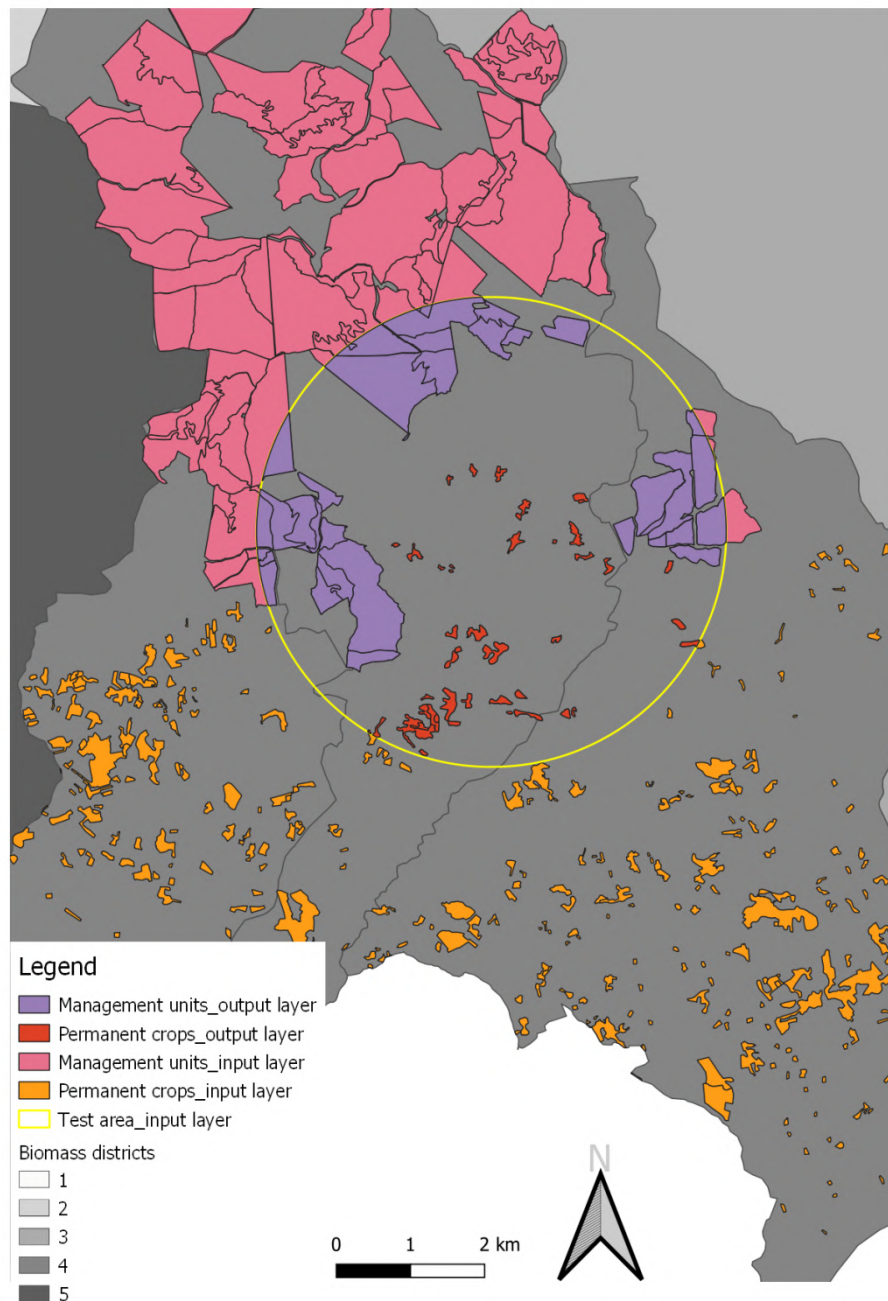 N
Legend
Management units_output layer
Permanent crops_output layer
Management units_input layer
Permanent crops_input layer
Test area_input layer
Biomass districts
1
2
3
4
5
0 1 2 km